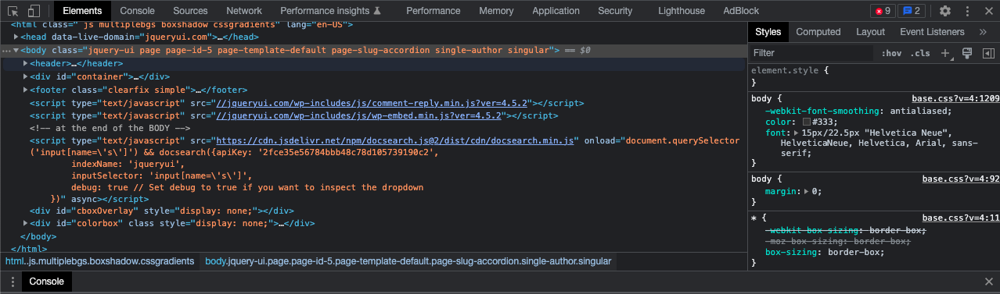 Elements Console Sources Network Performance insights Performance Memory Application Security Lighthouse AdBlock 9 2
<html class=" js multiplebgs boxshadow cssgradients" lang="en-US">
<head data-live-domain="jqueryui.com">…</head>
<body class="jquery-ui page page-id-5 page-template-default page-slug-accordion single-author singular"> == $0
<header>…</header>
<div id="container">…</div>
<footer class="clearfix simple">…</footer>
<script type="text/javascript" src="//jqueryui.com/wp-includes/js/comment-reply.min.js?ver=4.5.2"></script>
<script type="text/javascript" src="//jqueryui.com/wp-includes/js/wp-embed.min.js?ver=4.5.2"></script>
<!-- at the end of the BODY -->
<script type="text/javascript" src="https://cdn.jsdelivr.net/npm/docsearch.js@2/dist/cdn/docsearch.min.js" onload="document.querySelector
('input[name=\'s\']') && docsearch({apiKey: '2fce35e56784bbb48c78d105739190c2',
indexName: 'jqueryui',
inputSelector: 'input[name=\'s\']',
debug: true // Set debug to true if you want to inspect the dropdown
})" async></script>
<div id="cboxOverlay" style="display: none;"></div>
<div id="colorbox" class style="display: none;">…</div>
</body>
</html>
html..js.multiplebgs.boxshadow.cssgradients body.jquery-ui.page.page-id-5.page-template-default.page-slug-accordion.single-author.singular
Styles Computed Layout Event Listeners »
Filter :hov .cls +
element.style {
}
body { base.css?v=4:1209
-webkit-font-smoothing: antialiased;
color: #333;
font: 15px/22.5px "Helvetica Neue",
HelveticaNeue, Helvetica, Arial, sans-
serif;
}
body { base.css?v=4:92
margin: 0;
}
* { base.css?v=4:11
-webkit-box-sizing: border-box;
-moz-box-sizing: border-box;
box-sizing: border-box;
}
Console